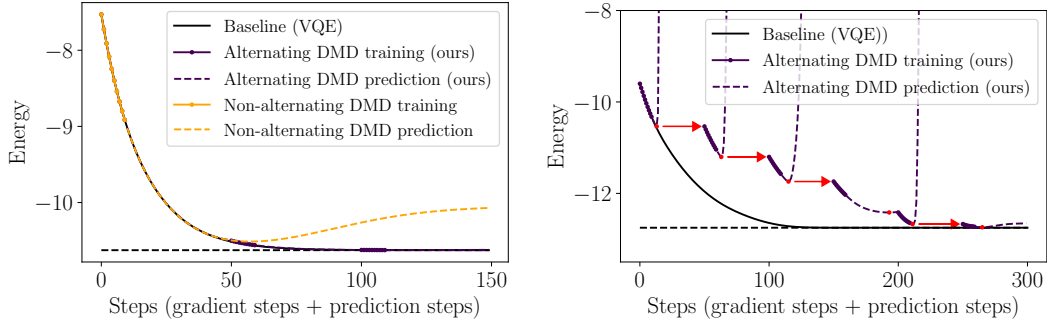 Baseline (VQE)
Alternating DMD training (ours)
Alternating DMD prediction (ours)
Non-alternating DMD training
Non-alternating DMD prediction
Energy
−8
−9
−10
0
50
100
150
Steps (gradient steps + prediction steps)
Baseline (VQE))
Alternating DMD training (ours)
Alternating DMD prediction (ours)
Energy
−8
−10
−12
0
100
200
300
Steps (gradient steps + prediction steps)